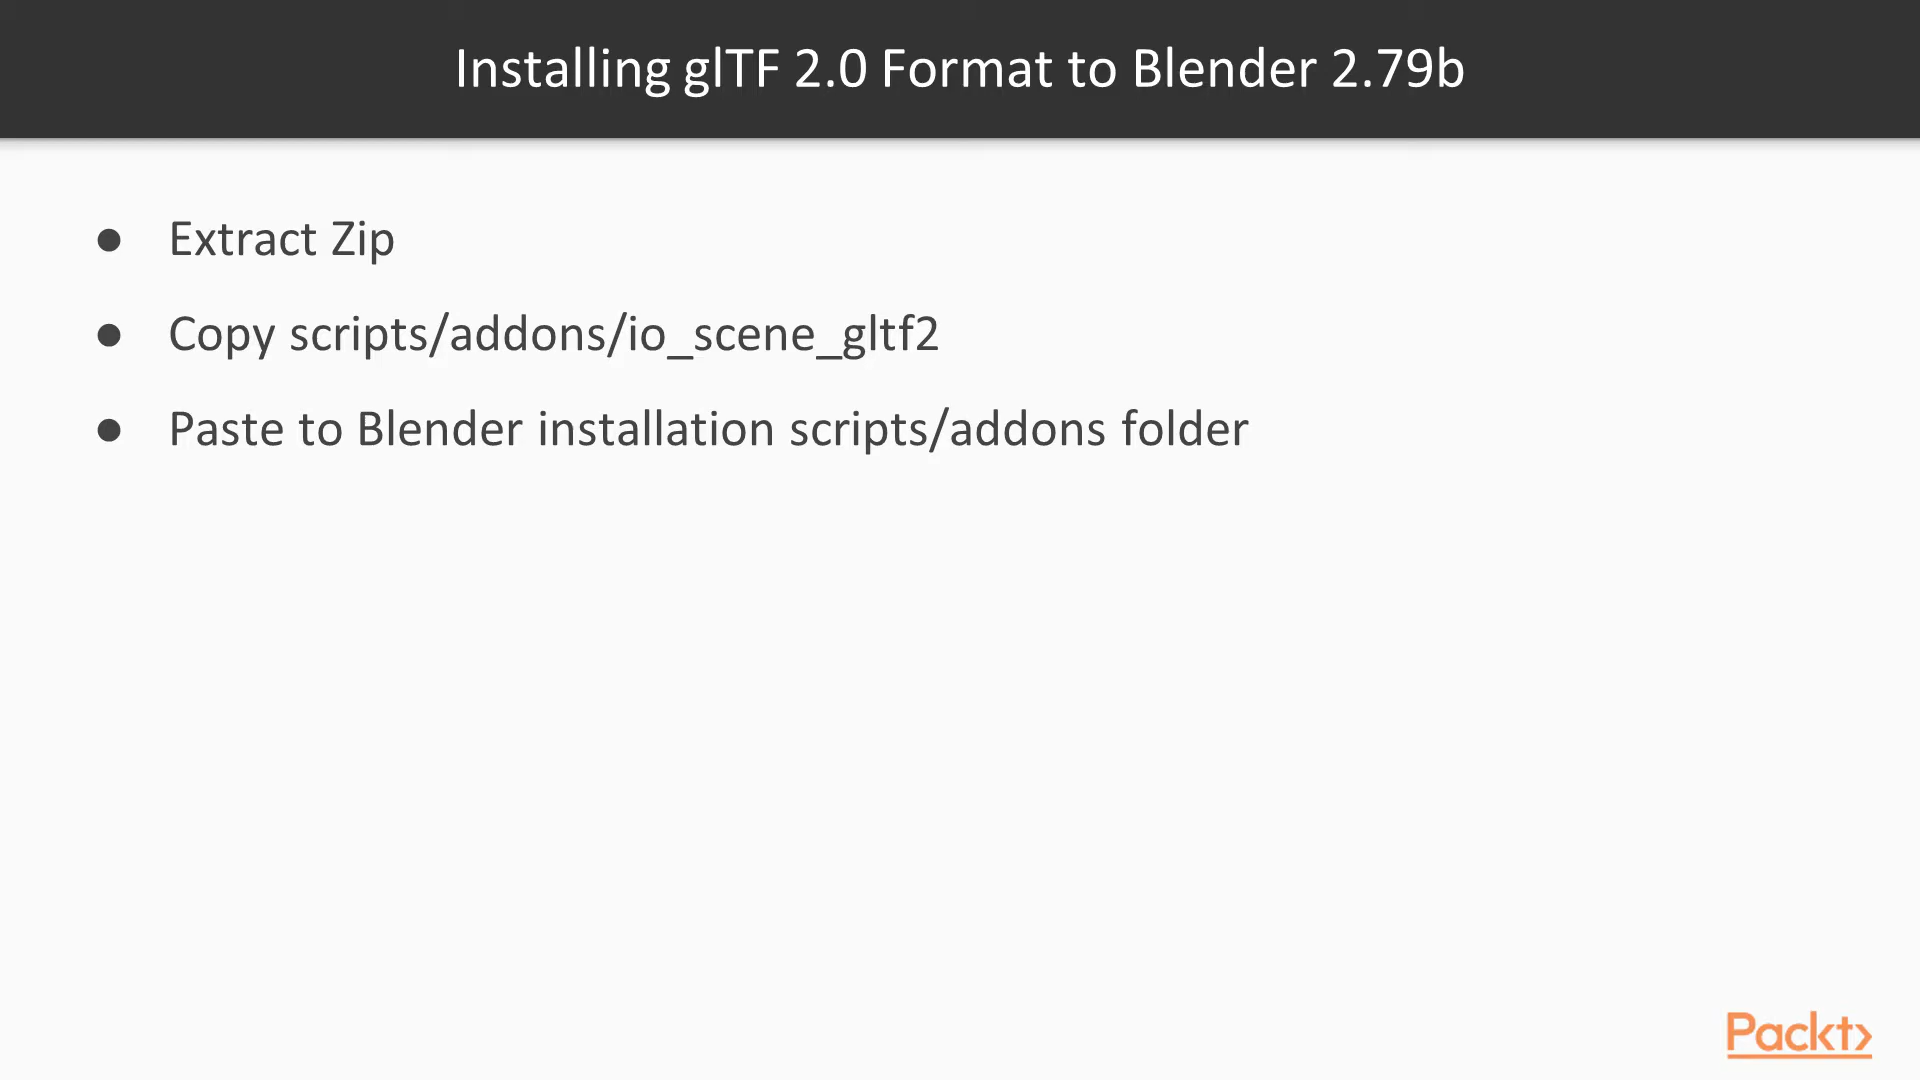 Installing glTF 2.0 Format to Blender 2.79b
● Extract Zip
● Copy scripts/addons/io_scene_gltf2
● Paste to Blender installation scripts/addons folder
Packt>